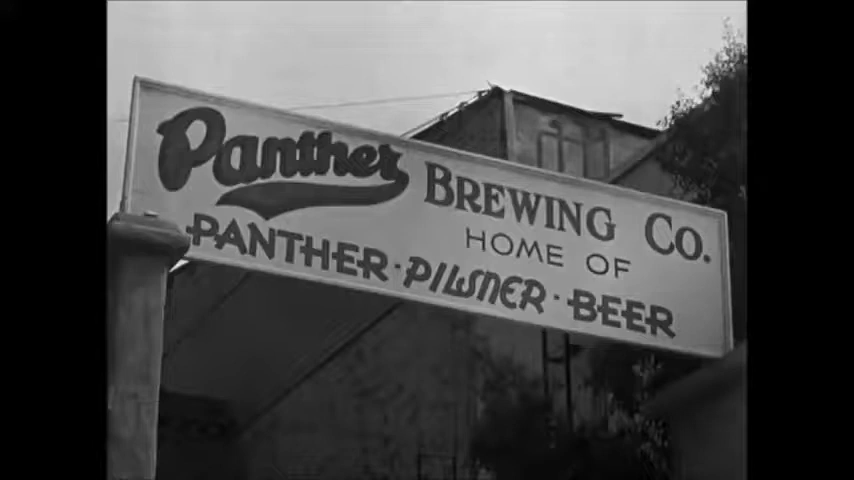 Panther BREWING CO.
HOME OF
PANTHER · PILSNER · BEER